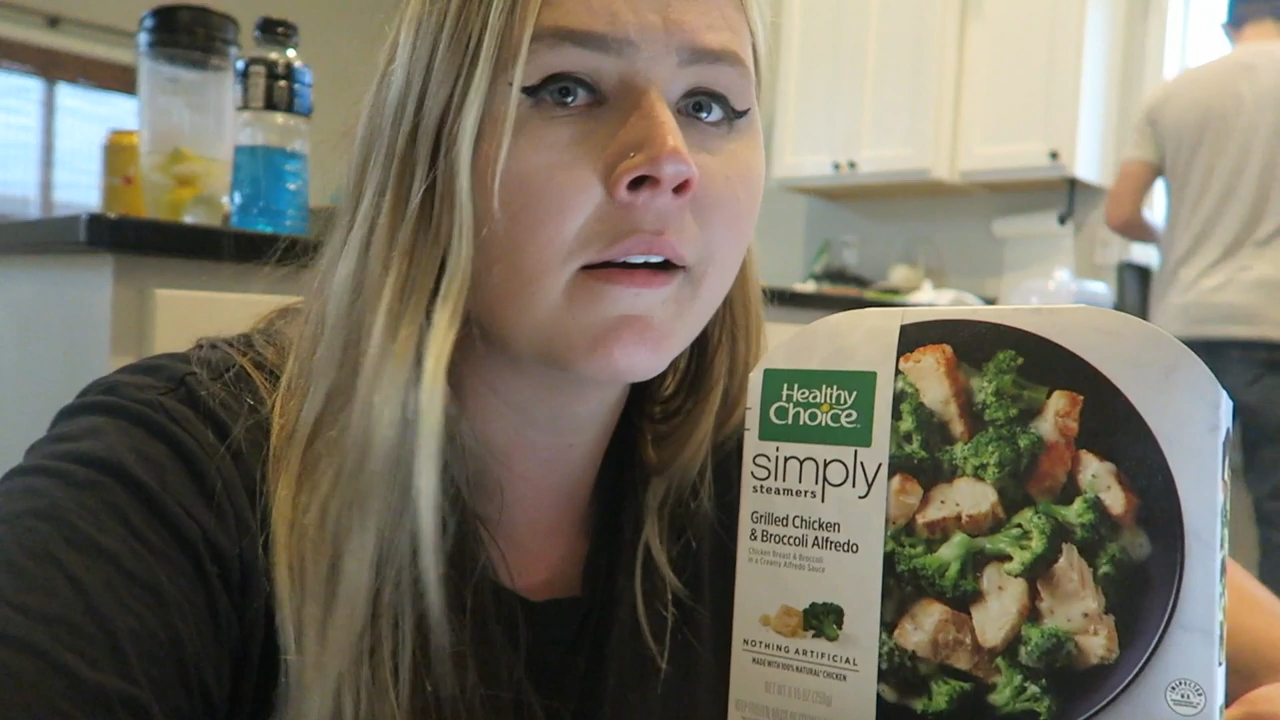 Healthy
Choice
simply
steamers
Grilled Chicken
& Broccoli Alfredo
Chicken Breast & Broccoli
in a Creamy Alfredo Sauce
NOTHING ARTIFICIAL
MADE WITH 100% NATURAL* CHICKEN